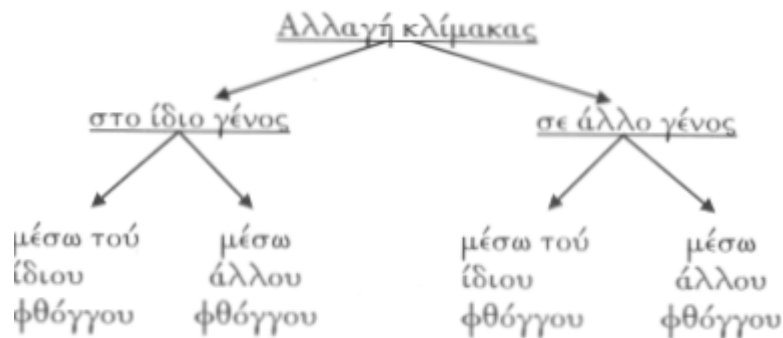 Αλλαγή κλίμακας
στο ίδιο γένος
σε άλλο γένος
μέσω τού
ίδιου
φθόγγου
μέσω
άλλου
φθόγγου
μέσω τού
ίδιου
φθόγγου
μέσω
άλλου
φθόγγου